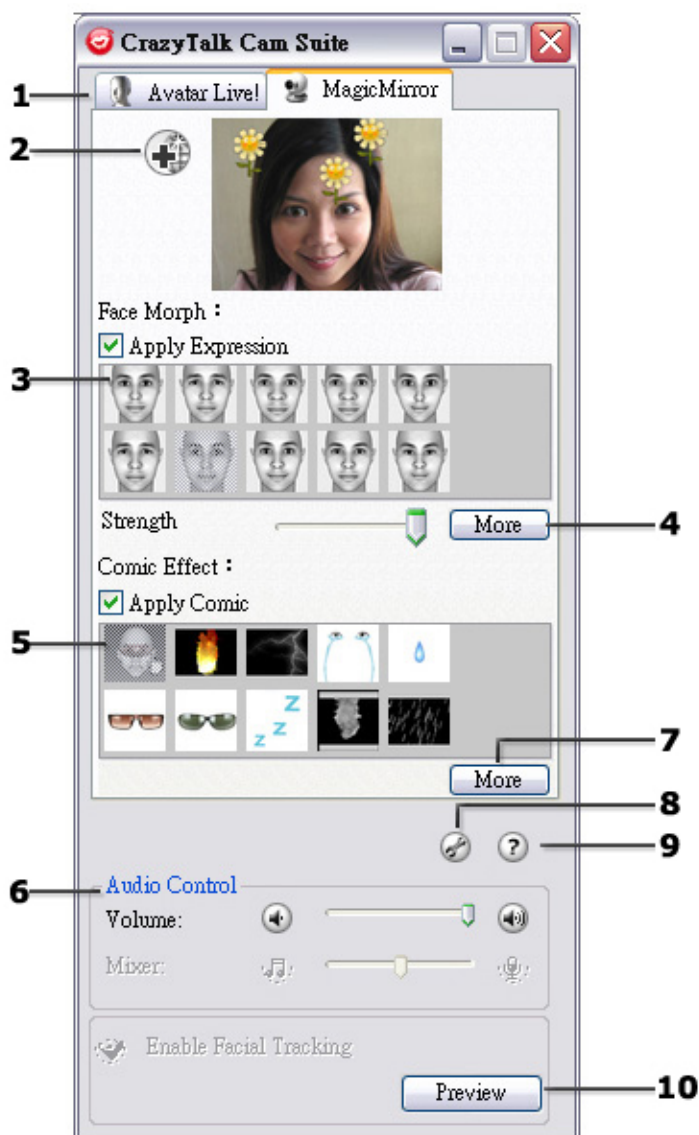 CrazyTalk Cam Suite
1 Avatar Live! MagicMirror
2
Face Morph :
Apply Expression
3
Strength More 4
Comic Effect :
Apply Comic
5
z Z Z
7
More
8
? 9
6 Audio Control
Volume:
Mixer:
Enable Facial Tracking
Preview 10